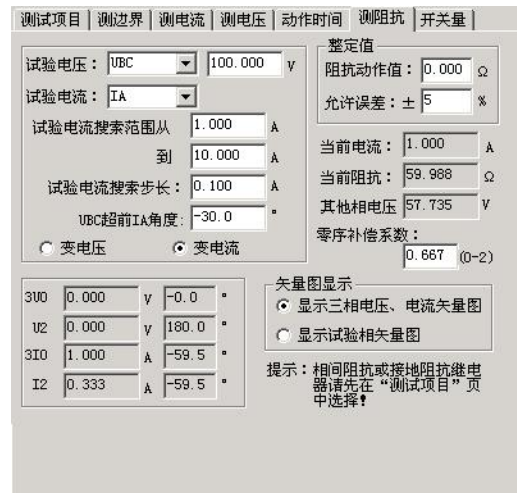 测试项目 测边界 测电流 测电压 动作时间 测阻抗 开关量
试验电压： UBC 100.000 V
试验电流： IA
试验电流搜索范围从 1.000 A
到 10.000 A
试验电流搜索步长： 0.100 A
UBC超前IA角度： -30.0 °
变电压 变电流
整定值
阻抗动作值： 0.000 Ω
允许误差：± 5 %
当前电流： 1.000 A
当前阻抗： 59.988 Ω
其他相电压 57.735 V
零序补偿系数：
0.667 (0-2)
3U0 0.000 V -0.0 °
U2 0.000 V 180.0 °
3I0 1.000 A -59.5 °
I2 0.333 A -59.5 °
矢量图显示
显示三相电压、电流矢量图
显示试验相矢量图
提示：相间阻抗或接地阻抗继电
器请先在“测试项目”页
中选择！